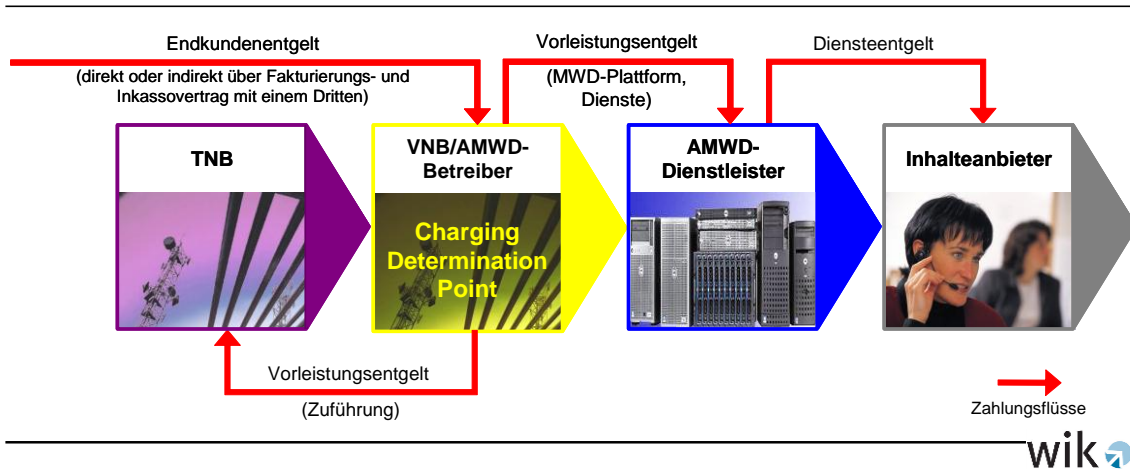 Endkundenentgelt
(direkt oder indirekt über Fakturierungs- und
Inkassovertrag mit einem Dritten)
Vorleistungsentgelt
(MWD-Plattform,
Dienste)
Diensteentgelt
TNB
VNB/AMWD-
Betreiber
AMWD-
Dienstleister
Inhalteanbieter
Charging
Determination
Point
Vorleistungsentgelt
(Zuführung)
Zahlungsflüsse
wik